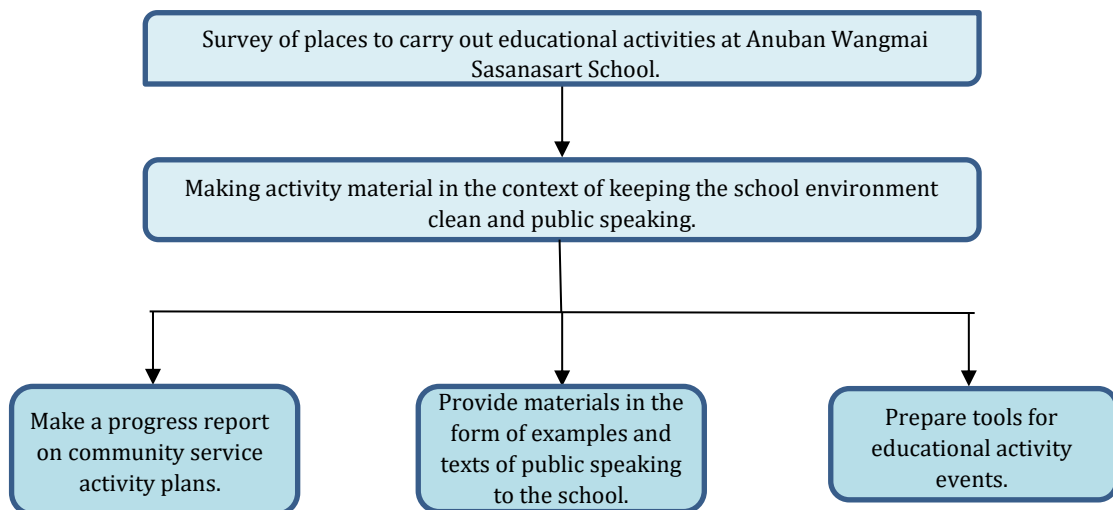 Survey of places to carry out educational activities at Anuban Wangmai
Sasanasart School.
Making activity material in the context of keeping the school environment
clean and public speaking.
Make a progress report
on community service
activity plans.
Provide materials in the
form of examples and
texts of public speaking
to the school.
Prepare tools for
educational activity
events.